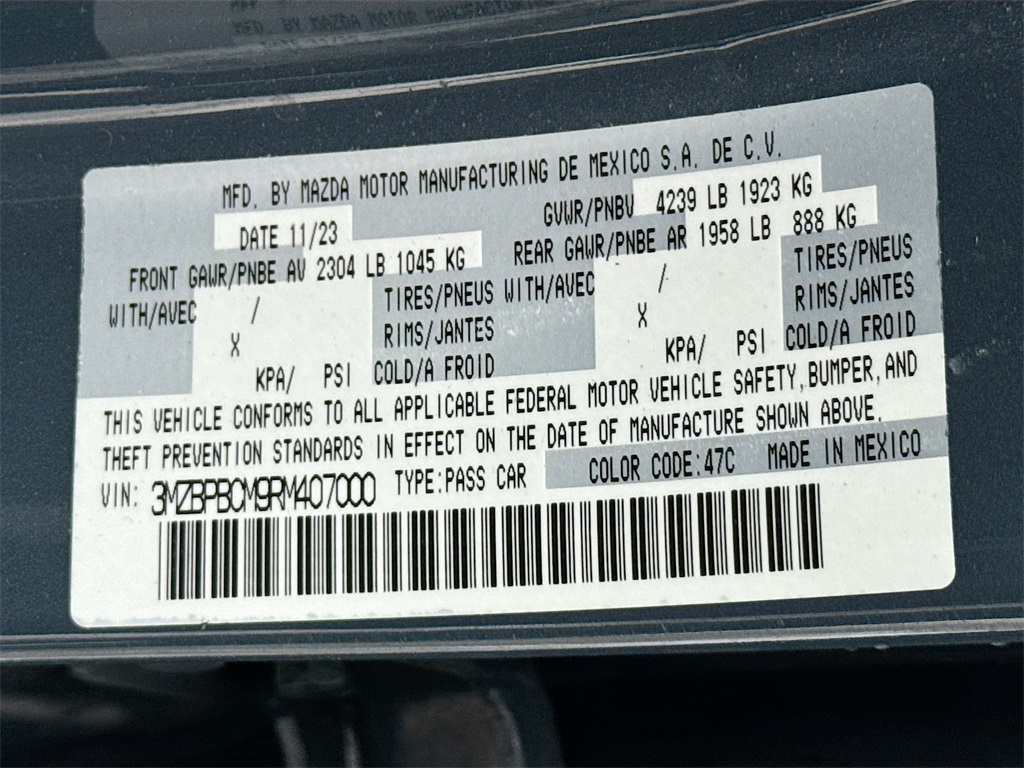 MFD. BY MAZDA MOTOR MANUFACTURING DE MEXICO S.A. DE C.V.
DATE 11/23 GVWR/PNBV 4239 LB 1923 KG
FRONT GAWR/PNBE AV 2304 LB 1045 KG REAR GAWR/PNBE AR 1958 LB 888 KG
WITH/AVEC / TIRES/PNEUS WITH/AVEC / TIRES/PNEUS
X RIMS/JANTES X RIMS/JANTES
KPA/ PSI COLD/A FROID KPA/ PSI COLD/A FROID
THIS VEHICLE CONFORMS TO ALL APPLICABLE FEDERAL MOTOR VEHICLE SAFETY, BUMPER, AND
THEFT PREVENTION STANDARDS IN EFFECT ON THE DATE OF MANUFACTURE SHOWN ABOVE.
VIN: 3MZBPBCM9RM407000 TYPE:PASS CAR COLOR CODE:47C MADE IN MEXICO